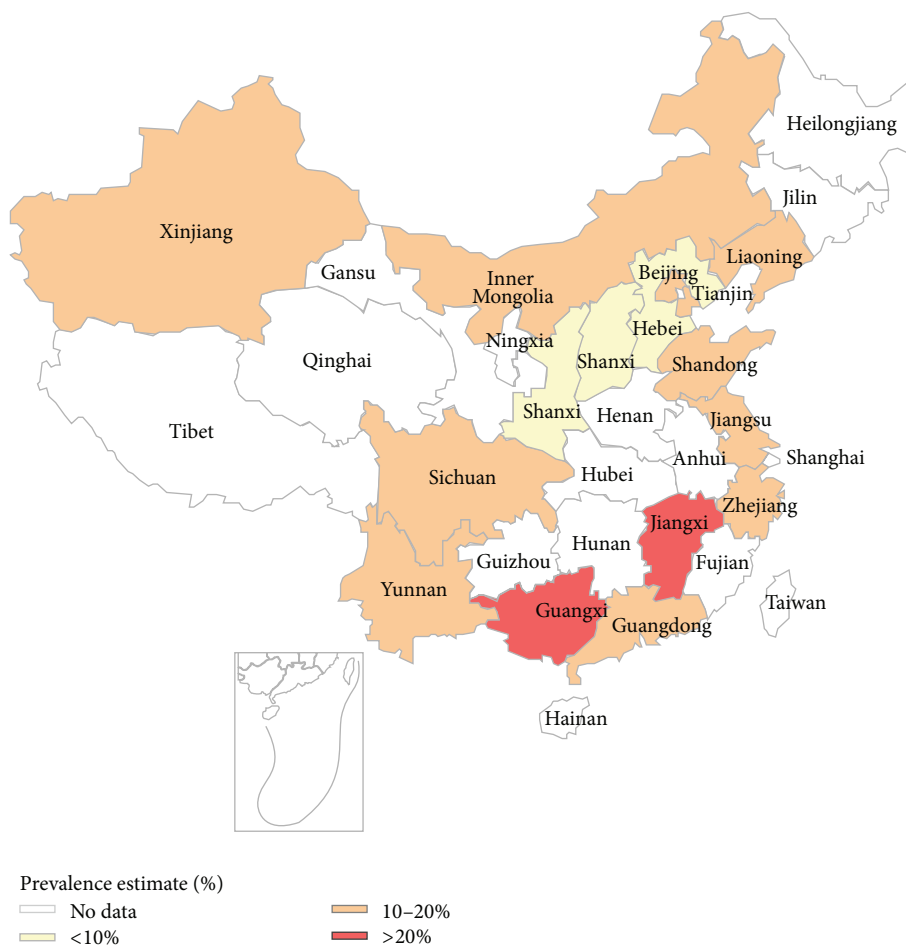 Heilongjiang
Jilin
Xinjiang
Liaoning
Gansu
Inner
Mongolia
Beijing
Tianjin
Ningxia
Hebei
Qinghai
Shanxi
Shandong
Shanxi
Henan
Jiangsu
Tibet
Anhui
Shanghai
Sichuan
Hubei
Zhejiang
Jiangxi
Hunan
Guizhou
Fujian
Yunnan
Taiwan
Guangxi
Guangdong
Hainan
Prevalence estimate (%)
No data
10–20%
<10%
>20%